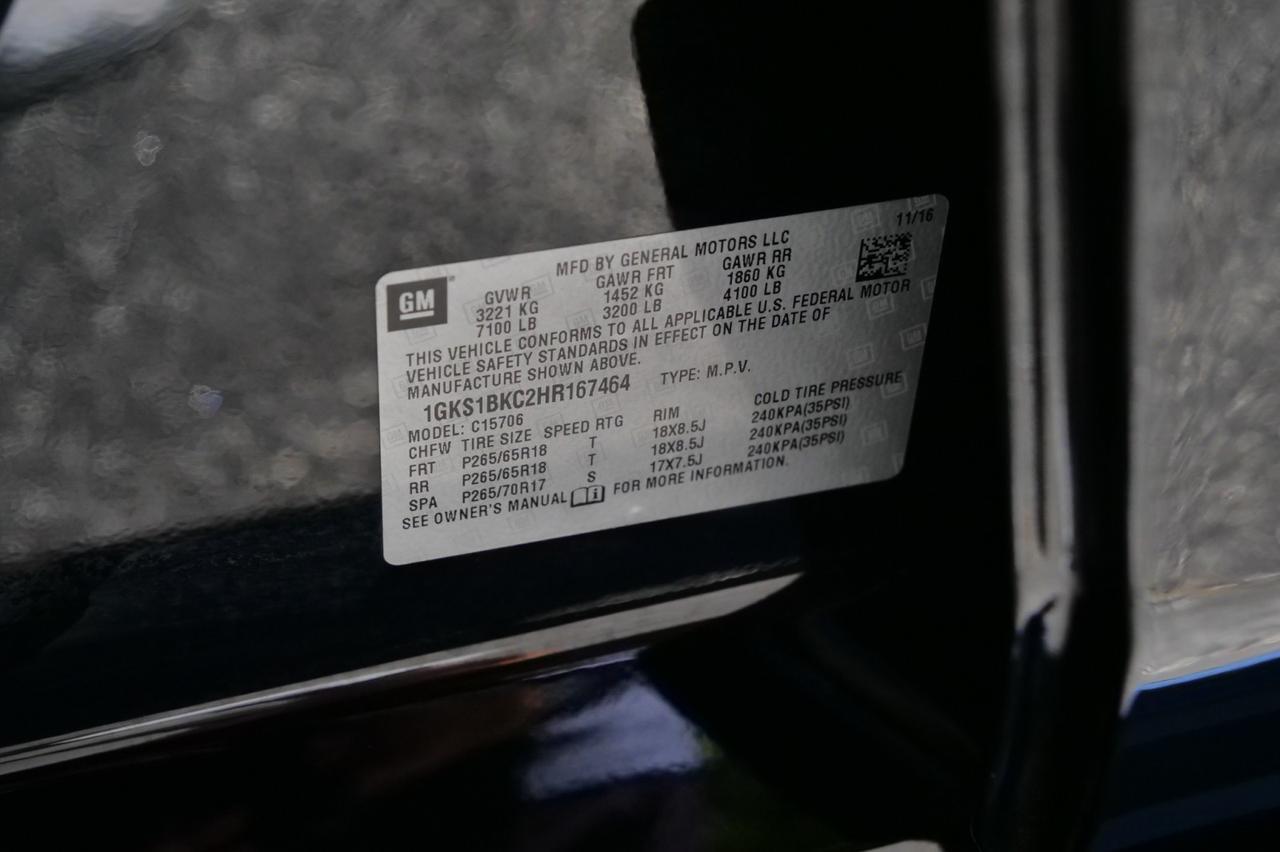 11/16
MFD BY GENERAL MOTORS LLC
GM
GVWR GAWR FRT GAWR RR
3221 KG 1452 KG 1860 KG
7100 LB 3200 LB 4100 LB
THIS VEHICLE CONFORMS TO ALL APPLICABLE U.S. FEDERAL MOTOR
VEHICLE SAFETY STANDARDS IN EFFECT ON THE DATE OF
MANUFACTURE SHOWN ABOVE.
1GKS1BKC2HR167464 TYPE: M.P.V.
MODEL: C15706
CHFW TIRE SIZE SPEED RTG RIM COLD TIRE PRESSURE
FRT P265/65R18 T 18X8.5J 240KPA(35PSI)
RR P265/65R18 T 18X8.5J 240KPA(35PSI)
SPA P265/70R17 S 17X7.5J 240KPA(35PSI)
SEE OWNER'S MANUAL FOR MORE INFORMATION.